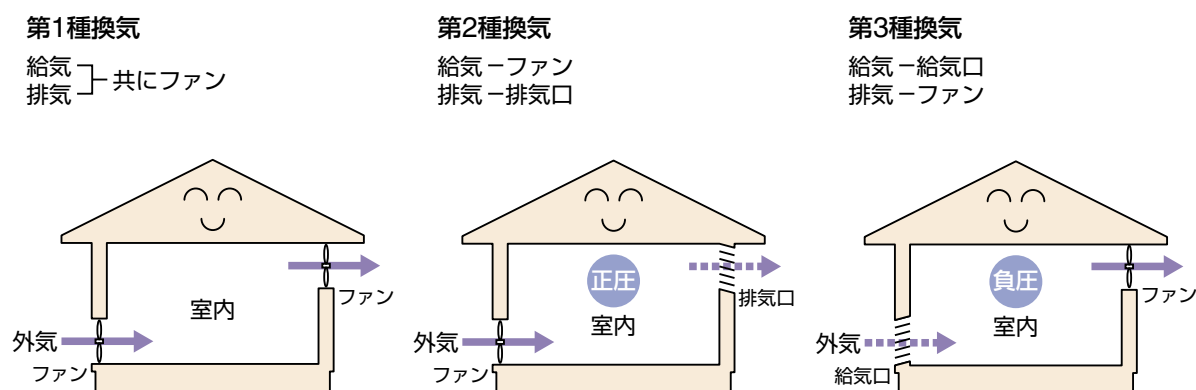 第1種換気
給気
排気
共にファン
ファン
室内
外気
ファン
第2種換気
給気－ファン
排気－排気口
正圧
排気口
室内
外気
ファン
第3種換気
給気－給気口
排気－ファン
負圧
ファン
室内
外気
給気口